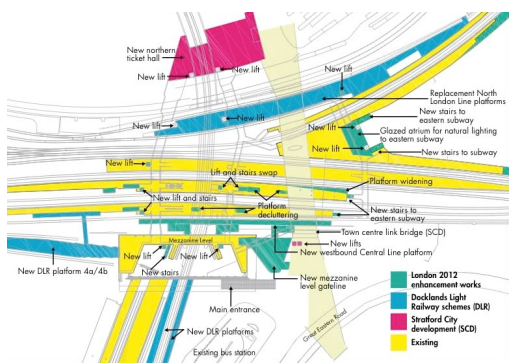 New northern
ticket hall
New lift
New lift
New lift
New lift
Replacement North
London Line platforms
New stairs to
eastern subway
New lift
New lift
Glazed atrium for natural lighting
to eastern subway
New lift
New stairs to subway
New lift
Lift and stairs swap
Platform widening
New lift and stairs
Platform
decluttering
New stairs to
eastern subway
Mezzanine Level
Town centre link bridge (SCD)
New lifts
New westbound Central Line platform
New lift
New lift
New stairs
New DLR platform 4a/4b
New mezzanine
level gateline
Main entrance
Great Eastern Road
New DLR platforms
Existing bus station
London 2012
enhancement works
Docklands Light
Railway schemes (DLR)
Stratford City
development (SCD)
Existing